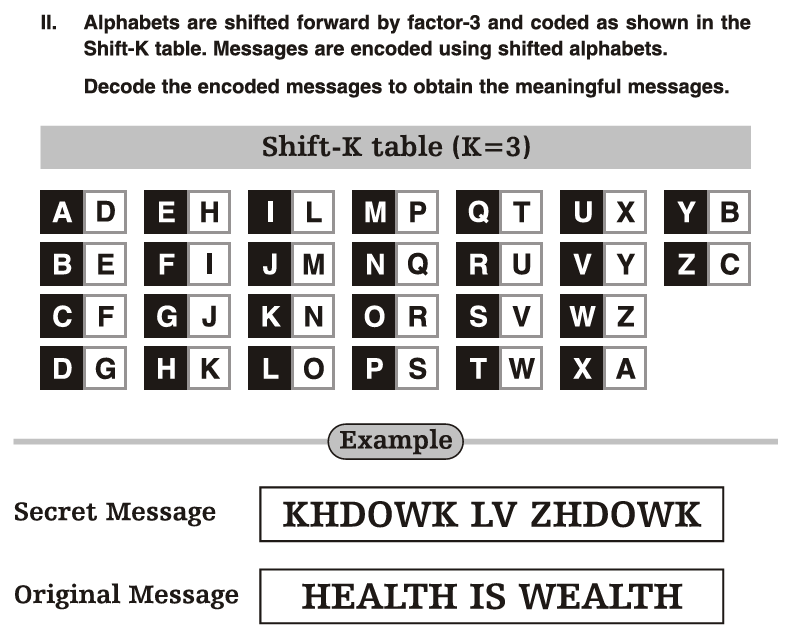 II. Alphabets are shifted forward by factor-3 and coded as shown in the
Shift-K table. Messages are encoded using shifted alphabets.
Decode the encoded messages to obtain the meaningful messages.
Shift-K table (K=3)
A D E H I L M P Q T U X Y B
B E F I J M N Q R U V Y Z C
C F G J K N O R S V W Z
D G H K L O P S T W X A
Example
Secret Message KHDOWK LV ZHDOWK
Original Message HEALTH IS WEALTH